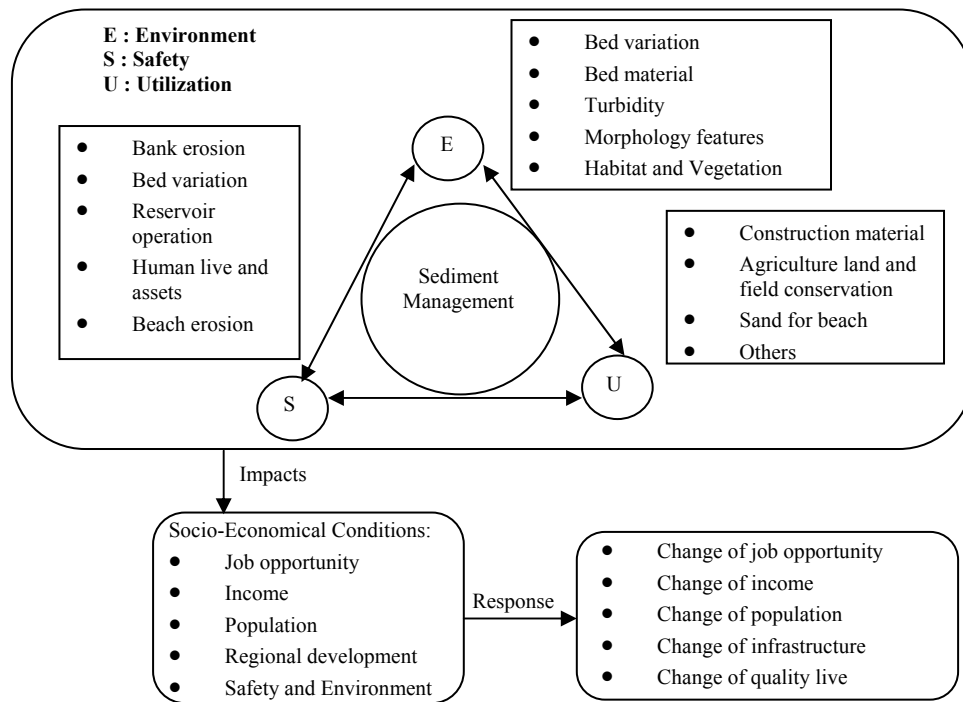 E : Environment
S : Safety
U : Utilization
● Bed variation
● Bed material
● Turbidity
● Morphology features
● Habitat and Vegetation
● Bank erosion
● Bed variation
● Reservoir
operation
● Human live and
assets
● Beach erosion
E
Sediment
Management
S
U
● Construction material
● Agriculture land and
field conservation
● Sand for beach
● Others
Impacts
Socio-Economical Conditions:
● Job opportunity
● Income
● Population
● Regional development
● Safety and Environment
Response
● Change of job opportunity
● Change of income
● Change of population
● Change of infrastructure
● Change of quality live